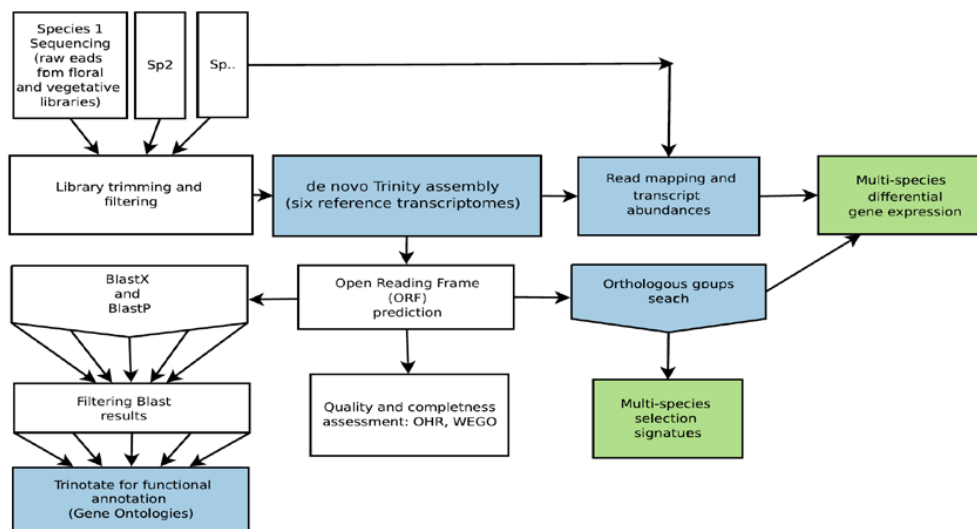 Species 1
Sequencing
(raw eads
fom floral
and vegetative
libraries)
Sp2
Sp..
Library trimming and
filtering
de novo Trinity assembly
(six reference transcriptomes)
Read mapping and
transcript
abundances
Multi-species
differential
gene expression
BlastX
and
BlastP
Open Reading Frame
(ORF)
prediction
Orthologous goups
seach
Filtering Blast
results
Quality and completness
assessment: OHR, WEGO
Multi-species
selection
signatues
Trinotate for functional
annotation
(Gene Ontologies)